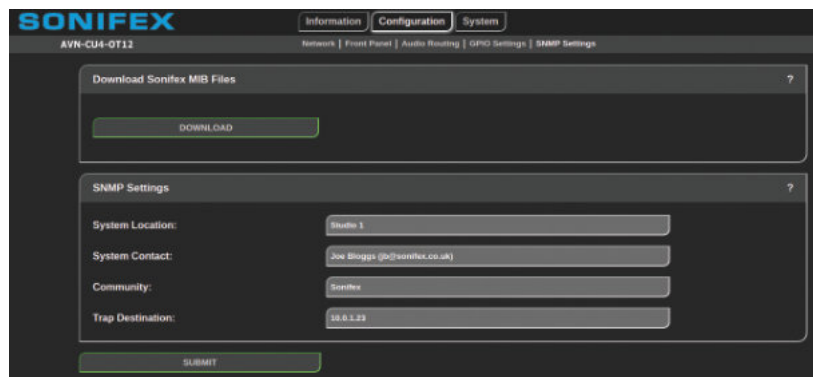 SONIFEX
Information Configuration System
AVN-CU4-OT12
Network | Front Panel | Audio Routing | GPIO Settings | SNMP Settings
Download Sonifex MIB Files ?
DOWNLOAD
SNMP Settings ?
System Location: Studio 1
System Contact: Joe Bloggs (jb@sonifex.co.uk)
Community: Sonifex
Trap Destination: 10.0.1.23
SUBMIT